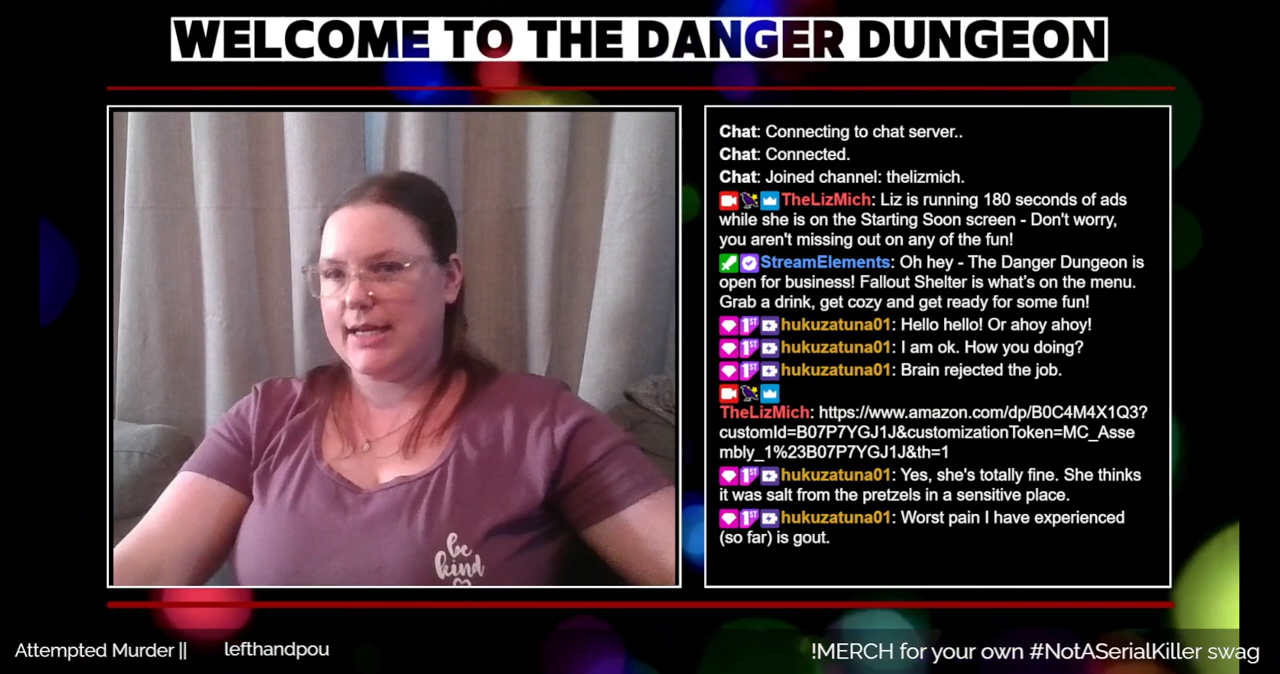 WELCOME TO THE DANGER DUNGEON
Chat: Connecting to chat server..
Chat: Connected.
Chat: Joined channel: thelizmich.
TheLizMich: Liz is running 180 seconds of ads
while she is on the Starting Soon screen - Don't worry,
you aren't missing out on any of the fun!
StreamElements: Oh hey - The Danger Dungeon is
open for business! Fallout Shelter is what's on the menu.
Grab a drink, get cozy and get ready for some fun!
1ST hukuzatuna01: Hello hello! Or ahoy ahoy!
1ST hukuzatuna01: I am ok. How you doing?
1ST hukuzatuna01: Brain rejected the job.
TheLizMich: https://www.amazon.com/dp/B0C4M4X1Q3?
customId=B07P7YGJ1J&customizationToken=MC_Asse
mbly_1%23B07P7YGJ1J&th=1
1ST hukuzatuna01: Yes, she's totally fine. She thinks
it was salt from the pretzels in a sensitive place.
1ST hukuzatuna01: Worst pain I have experienced
(so far) is gout.
be
kind
Attempted Murder || lefthandpou
!MERCH for your own #NotASerialKiller swag